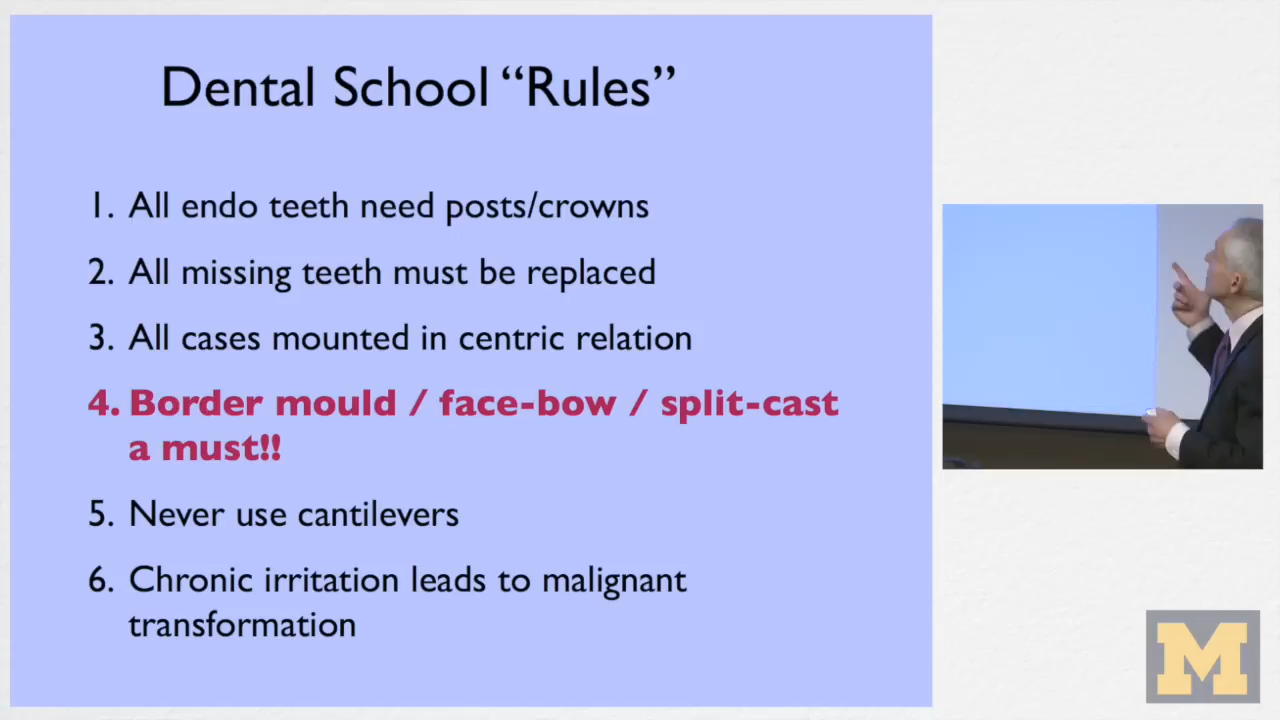 Dental School “Rules”
1. All endo teeth need posts/crowns
2. All missing teeth must be replaced
3. All cases mounted in centric relation
4. Border mould / face-bow / split-cast
a must!!
5. Never use cantilevers
6. Chronic irritation leads to malignant
transformation
M